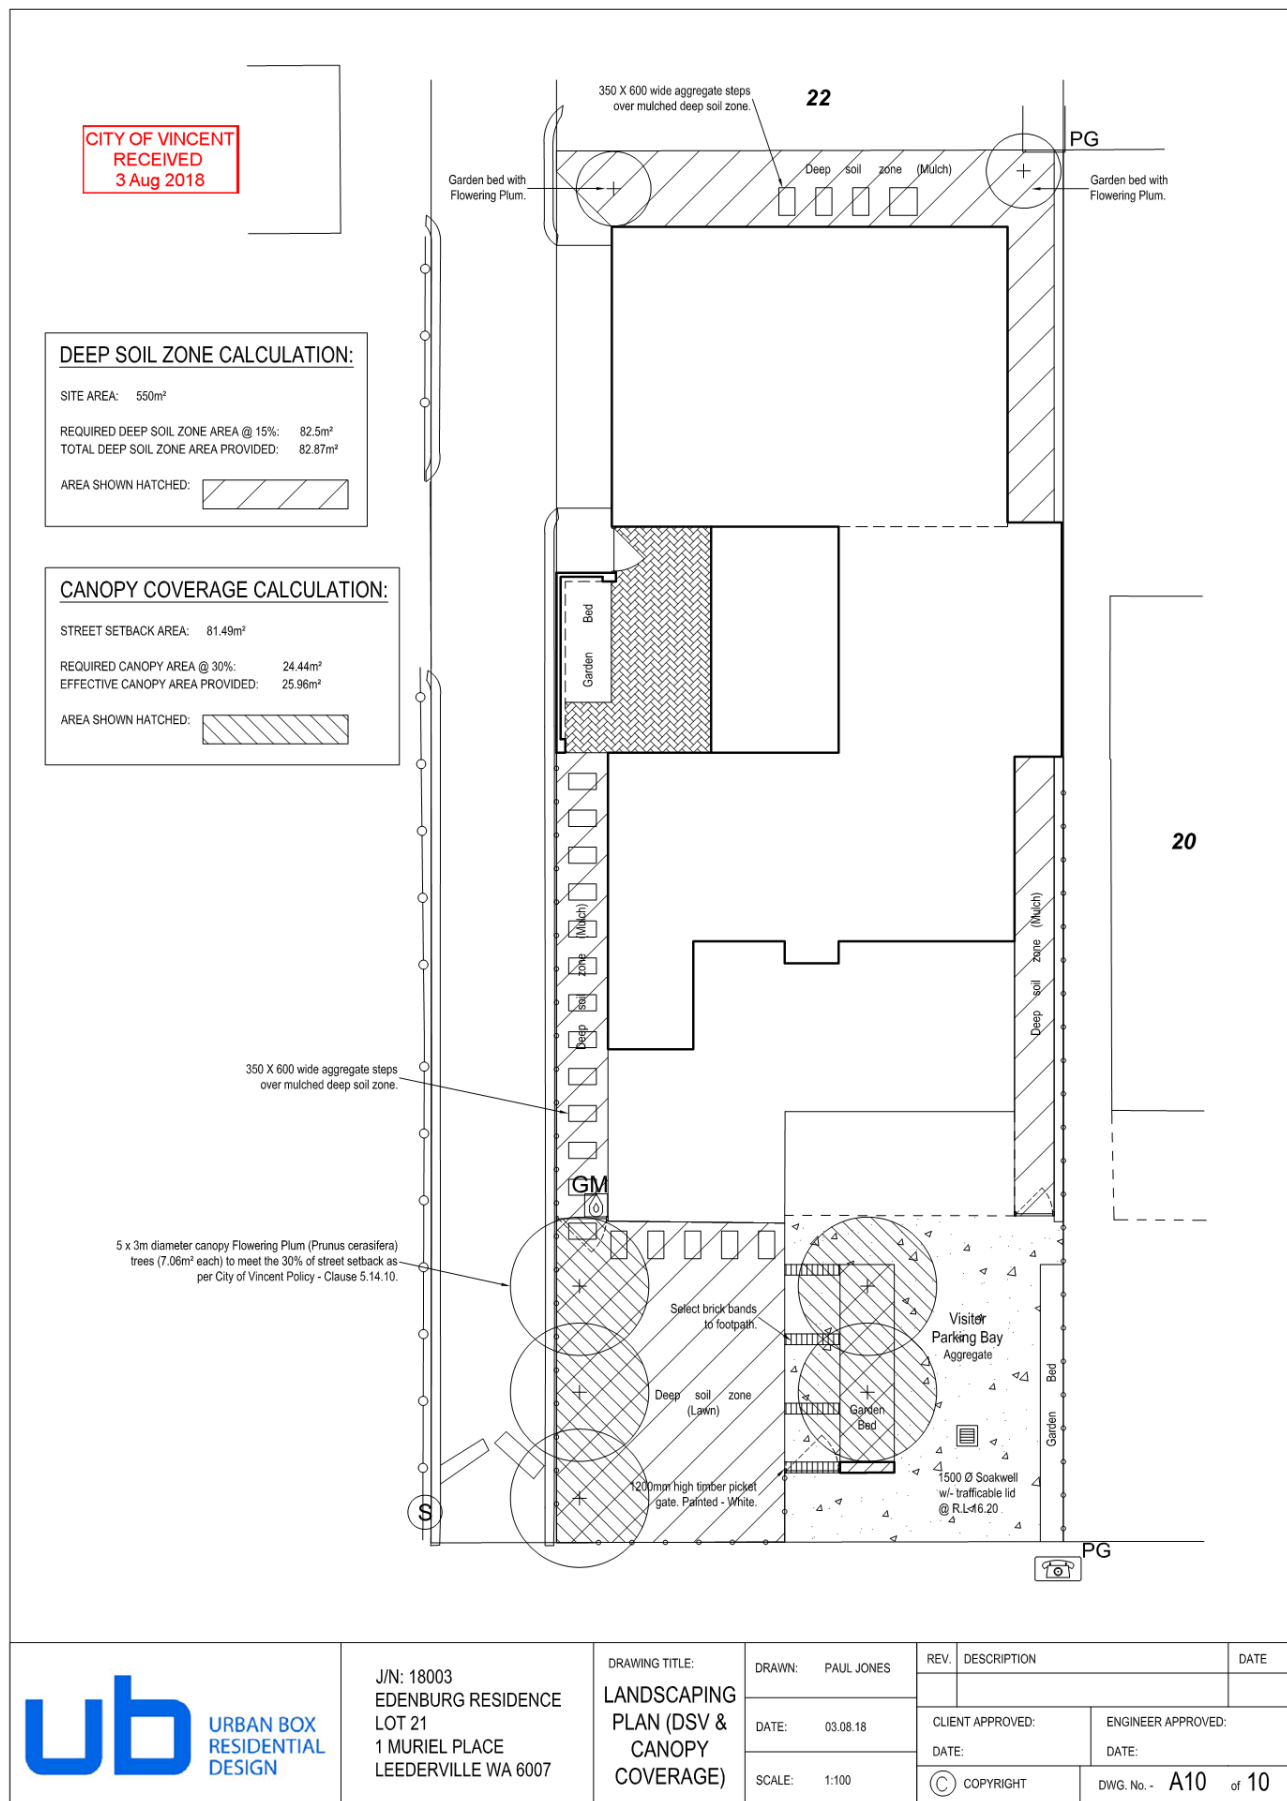 CITY OF VINCENT
RECEIVED
3 Aug 2018
350 X 600 wide aggregate steps
over mulched deep soil zone.
22
PG
Deep soil zone (Mulch)
Garden bed with
Flowering Plum.
Garden bed with
Flowering Plum.
DEEP SOIL ZONE CALCULATION:
SITE AREA: 550m²
REQUIRED DEEP SOIL ZONE AREA @ 15%: 82.5m²
TOTAL DEEP SOIL ZONE AREA PROVIDED: 82.87m²
AREA SHOWN HATCHED:
CANOPY COVERAGE CALCULATION:
STREET SETBACK AREA: 81.49m²
REQUIRED CANOPY AREA @ 30%: 24.44m²
EFFECTIVE CANOPY AREA PROVIDED: 25.96m²
AREA SHOWN HATCHED:
Garden Bed
20
Deep soil zone (Mulch)
Deep soil zone (Mulch)
350 X 600 wide aggregate steps
over mulched deep soil zone.
GM
5 x 3m diameter canopy Flowering Plum (Prunus cerasifera)
trees (7.06m² each) to meet the 30% of street setback as
per City of Vincent Policy - Clause 5.14.10.
Select brick bands
to footpath.
Visitor
Parking Bay
Aggregate
Deep soil zone
(Lawn)
Garden
Bed
Garden Bed
1200mm high timber picket
gate. Painted - White.
1500 Ø Soakwell
w/- trafficable lid
@ R.L-16.20
S
PG
ub
URBAN BOX
RESIDENTIAL
DESIGN
J/N: 18003
EDENBURG RESIDENCE
LOT 21
1 MURIEL PLACE
LEEDERVILLE WA 6007
DRAWING TITLE:
LANDSCAPING
PLAN (DSV &
CANOPY
COVERAGE)
DRAWN: PAUL JONES
DATE: 03.08.18
SCALE: 1:100
REV. DESCRIPTION DATE
CLIENT APPROVED:
DATE:
ENGINEER APPROVED:
DATE:
© COPYRIGHT
DWG. No. - A10 of 10